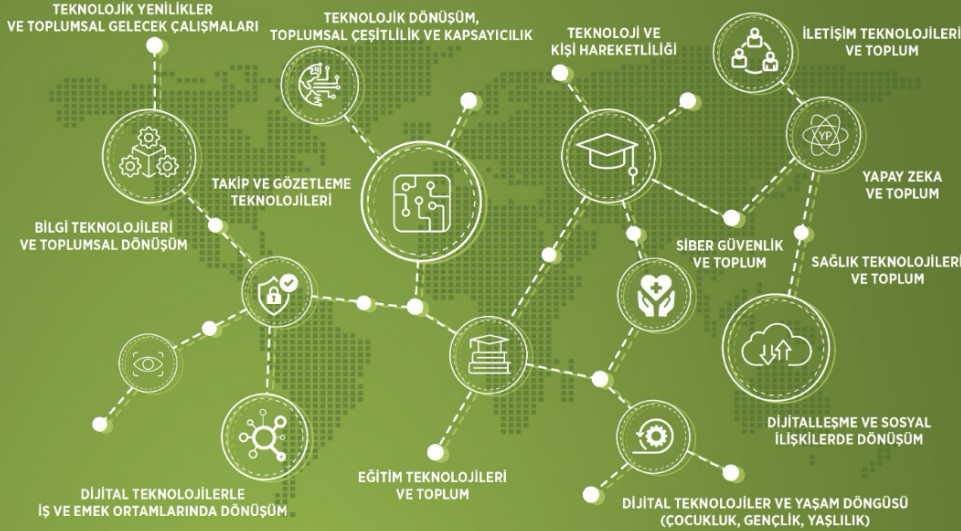 TEKNOLOJİK YENİLİKLER
VE TOPLUMSAL GELECEK ÇALIŞMALARI
TEKNOLOJİK DÖNÜŞÜM,
TOPLUMSAL ÇEŞİTLİLİK VE KAPSAYICILIK
TEKNOLOJİ VE
KİŞİ HAREKETLİLİĞİ
İLETİŞİM TEKNOLOJİLERİ
VE TOPLUM
YP
YAPAY ZEKA
VE TOPLUM
TAKİP VE GÖZETLEME
TEKNOLOJİLERİ
BİLGİ TEKNOLOJİLERİ
VE TOPLUMSAL DÖNÜŞÜM
SİBER GÜVENLİK
VE TOPLUM
SAĞLIK TEKNOLOJİLERİ
VE TOPLUM
DİJİTALLEŞME VE SOSYAL
İLİŞKİLERDE DÖNÜŞÜM
EĞİTİM TEKNOLOJİLERİ
VE TOPLUM
DİJİTAL TEKNOLOJİLERLE
İŞ VE EMEK ORTAMLARINDA DÖNÜŞÜM
DİJİTAL TEKNOLOJİLER VE YAŞAM DÖNGÜSÜ
(ÇOCUKLUK, GENÇLİK, YAŞLILIK)